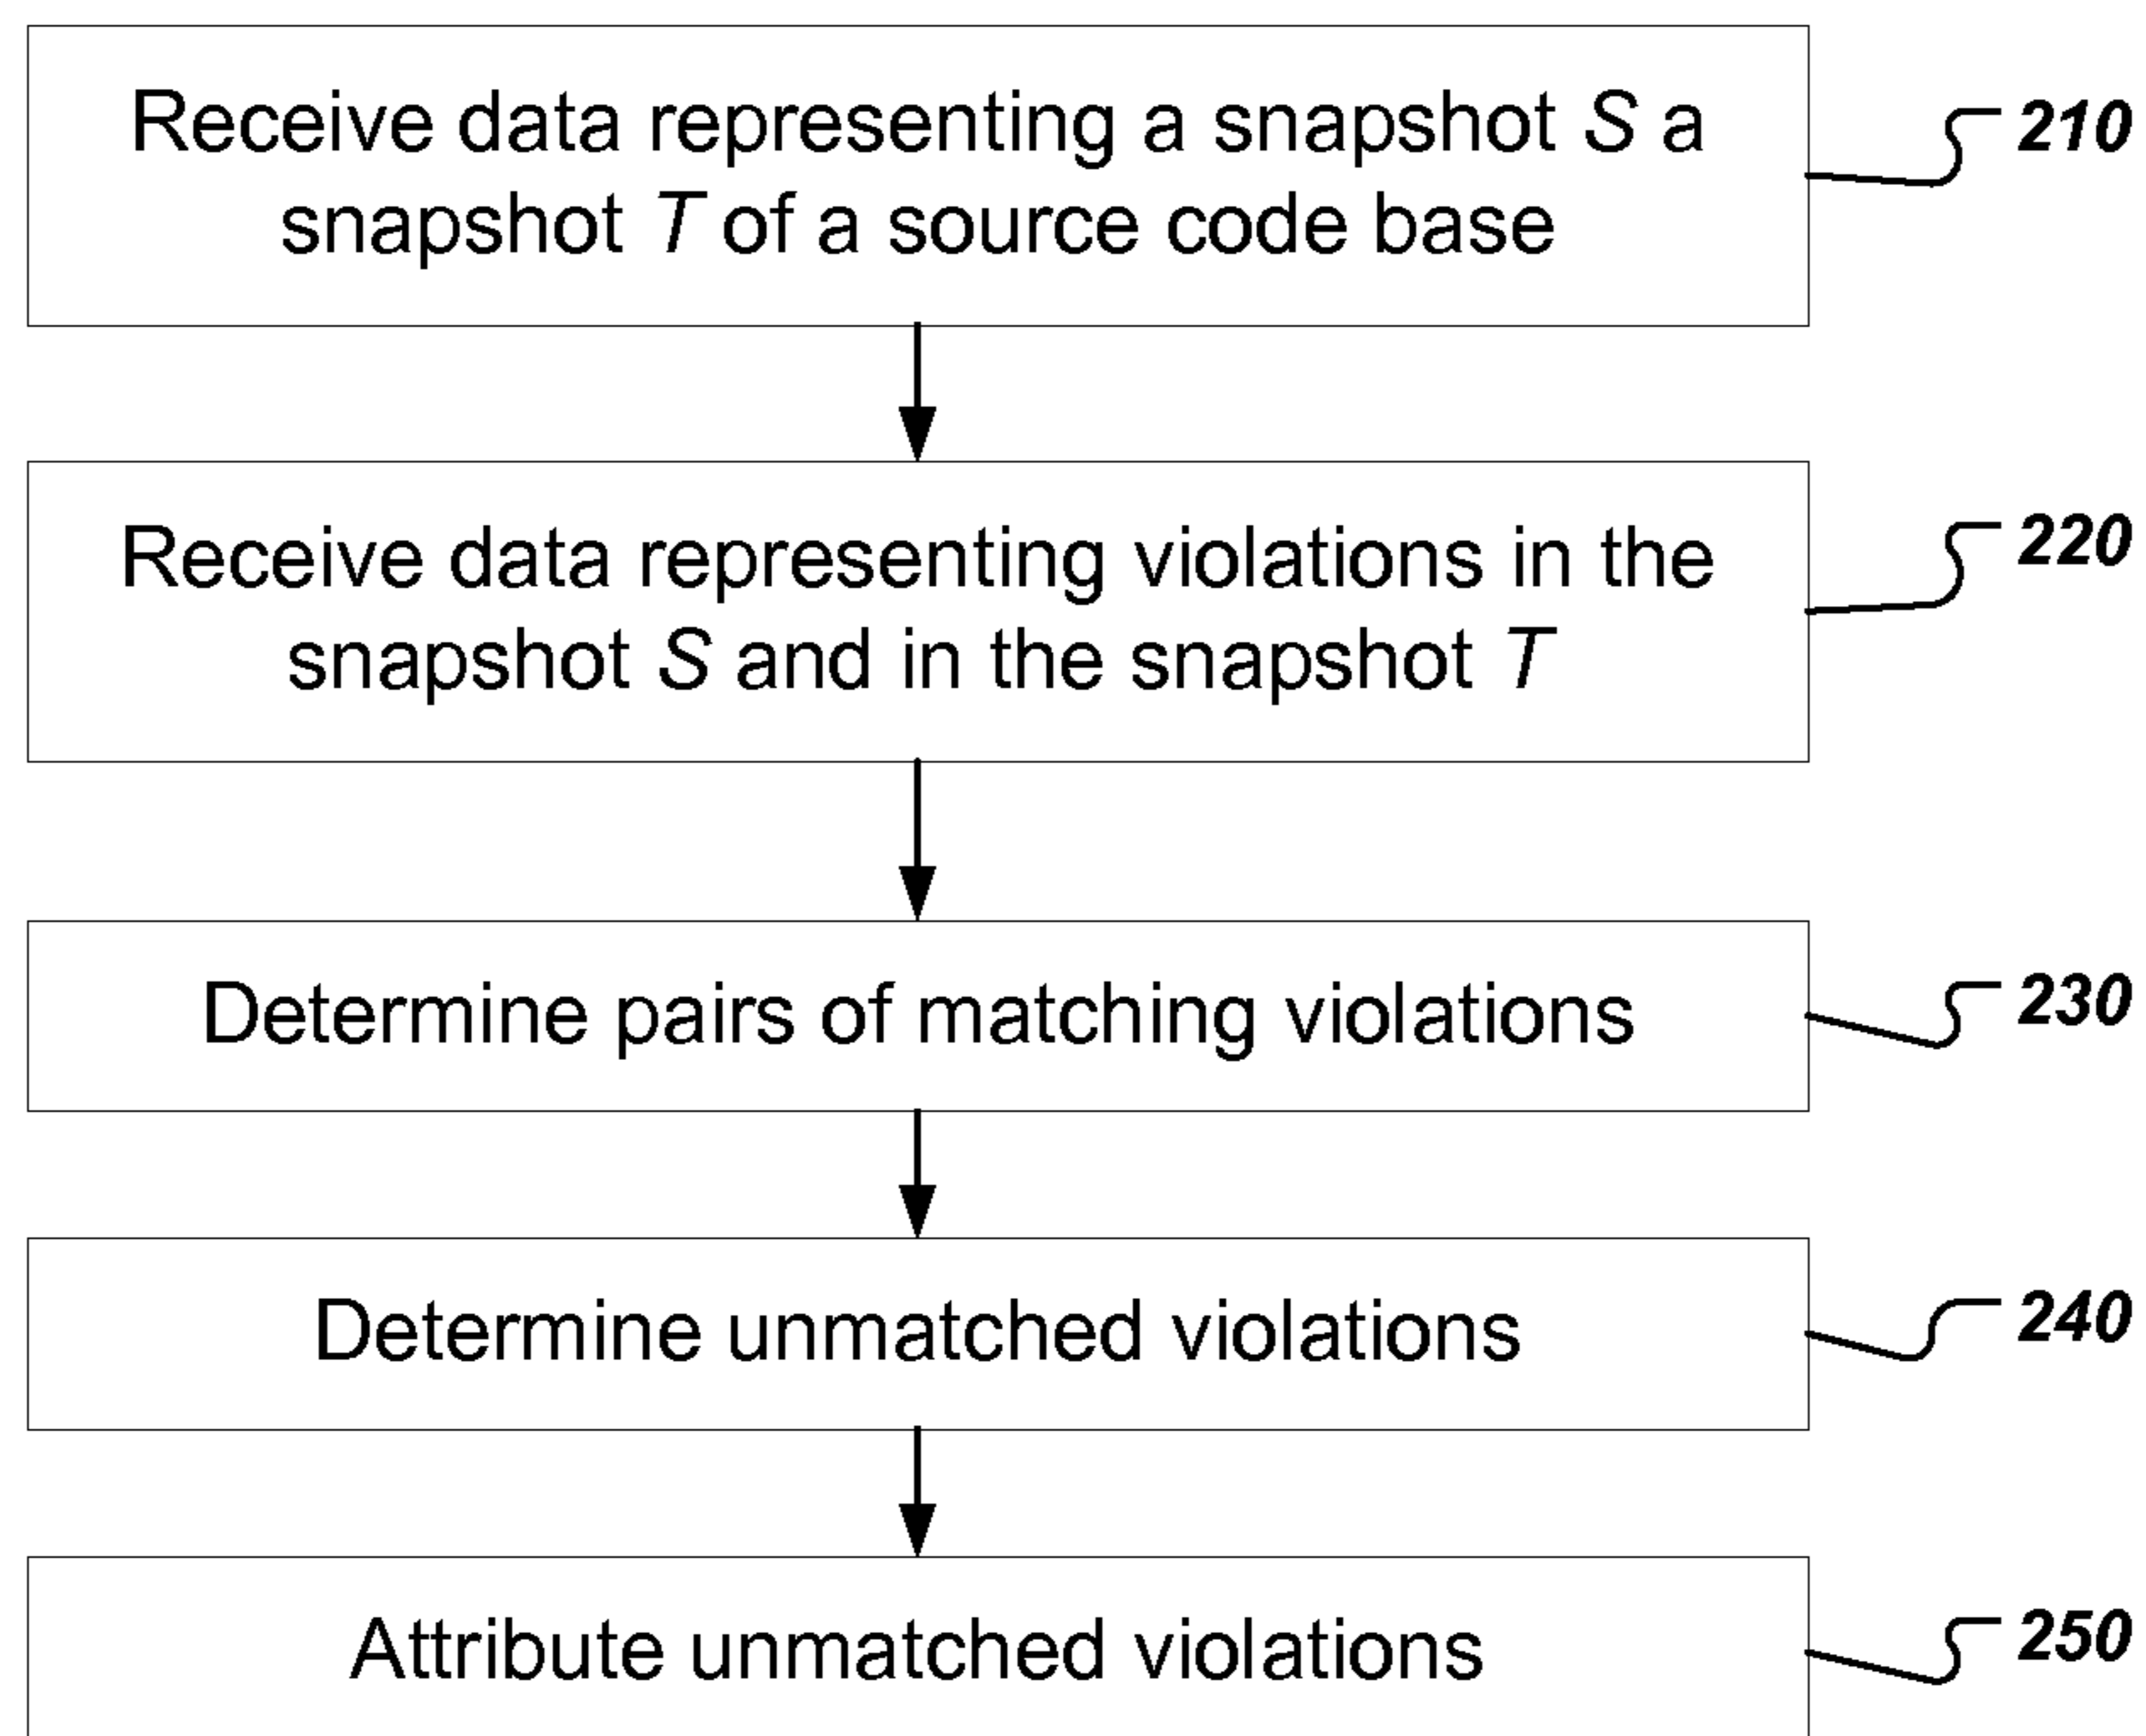 Receive data representing a snapshot S a
snapshot T of a source code base
210
Receive data representing violations in the
snapshot S and in the snapshot T
220
Determine pairs of matching violations
230
Determine unmatched violations
240
Attribute unmatched violations
250